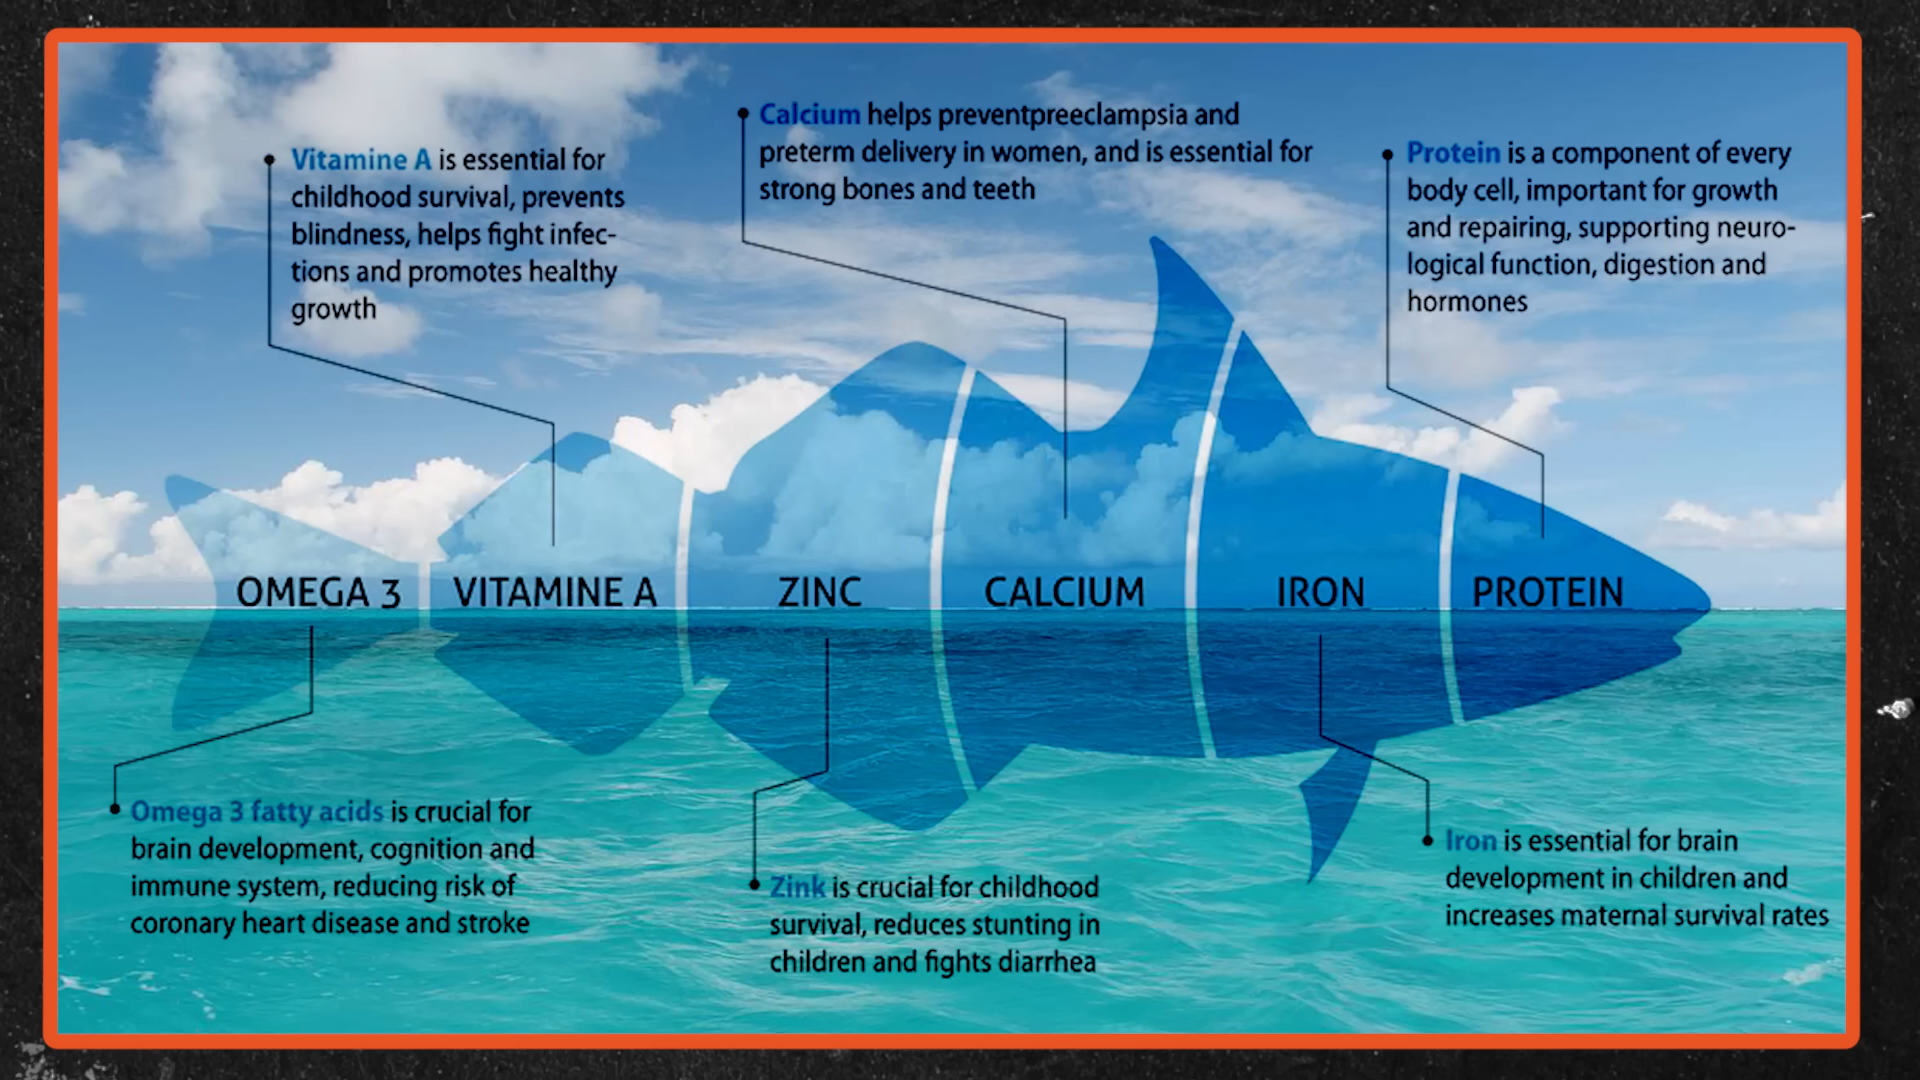 Calcium helps preventpreeclampsia and
preterm delivery in women, and is essential for
strong bones and teeth
Vitamine A is essential for
childhood survival, prevents
blindness, helps fight infec-
tions and promotes healthy
growth
Protein is a component of every
body cell, important for growth
and repairing, supporting neuro-
logical function, digestion and
hormones
OMEGA 3 VITAMINE A ZINC CALCIUM IRON PROTEIN
Omega 3 fatty acids is crucial for
brain development, cognition and
immune system, reducing risk of
coronary heart disease and stroke
Zink is crucial for childhood
survival, reduces stunting in
children and fights diarrhea
Iron is essential for brain
development in children and
increases maternal survival rates